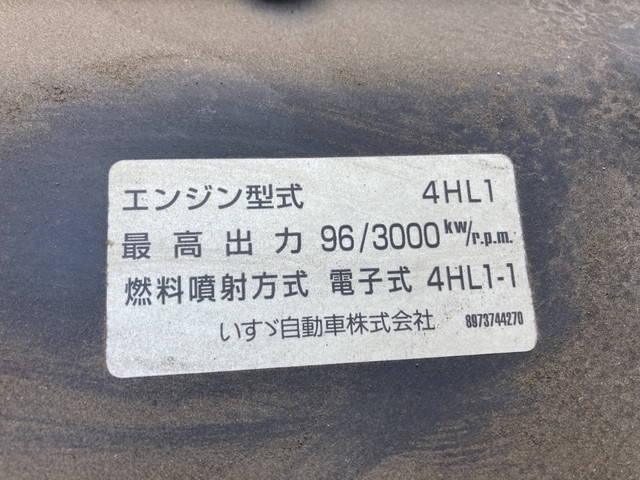 エンジン型式 4HL1
最高出力 96/3000 kw/r.p.m.
燃料噴射方式 電子式 4HL1-1
いすゞ自動車株式会社 8973744270